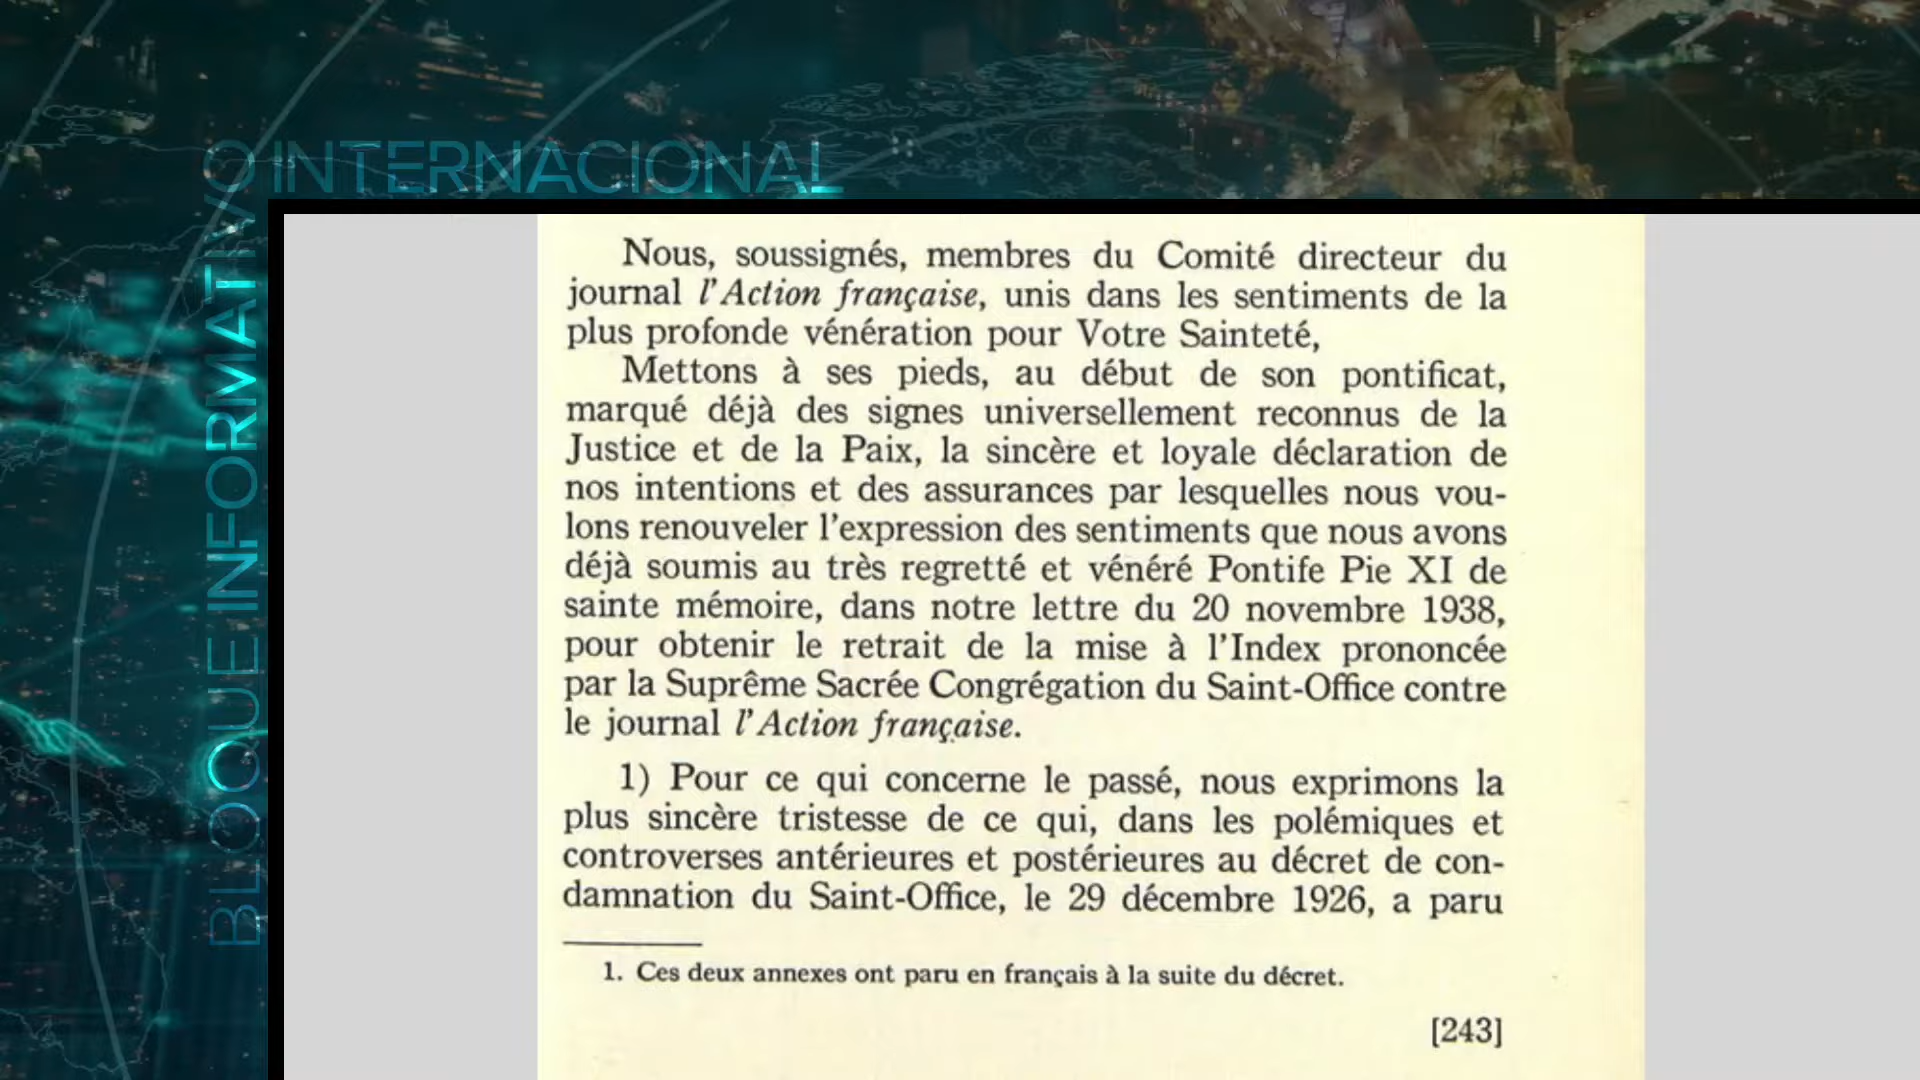 BLOQUE INFORMATIVO INTERNACIONAL
Nous, soussignés, membres du Comité directeur du
journal l'Action française, unis dans les sentiments de la
plus profonde vénération pour Votre Sainteté,
Mettons à ses pieds, au début de son pontificat,
marqué déjà des signes universellement reconnus de la
Justice et de la Paix, la sincère et loyale déclaration de
nos intentions et des assurances par lesquelles nous vou-
lons renouveler l'expression des sentiments que nous avons
déjà soumis au très regretté et vénéré Pontife Pie XI de
sainte mémoire, dans notre lettre du 20 novembre 1938,
pour obtenir le retrait de la mise à l'Index prononcée
par la Suprême Sacrée Congrégation du Saint-Office contre
le journal l'Action française.
1) Pour ce qui concerne le passé, nous exprimons la
plus sincère tristesse de ce qui, dans les polémiques et
controverses antérieures et postérieures au décret de con-
damnation du Saint-Office, le 29 décembre 1926, a paru
1. Ces deux annexes ont paru en français à la suite du décret.
[243]